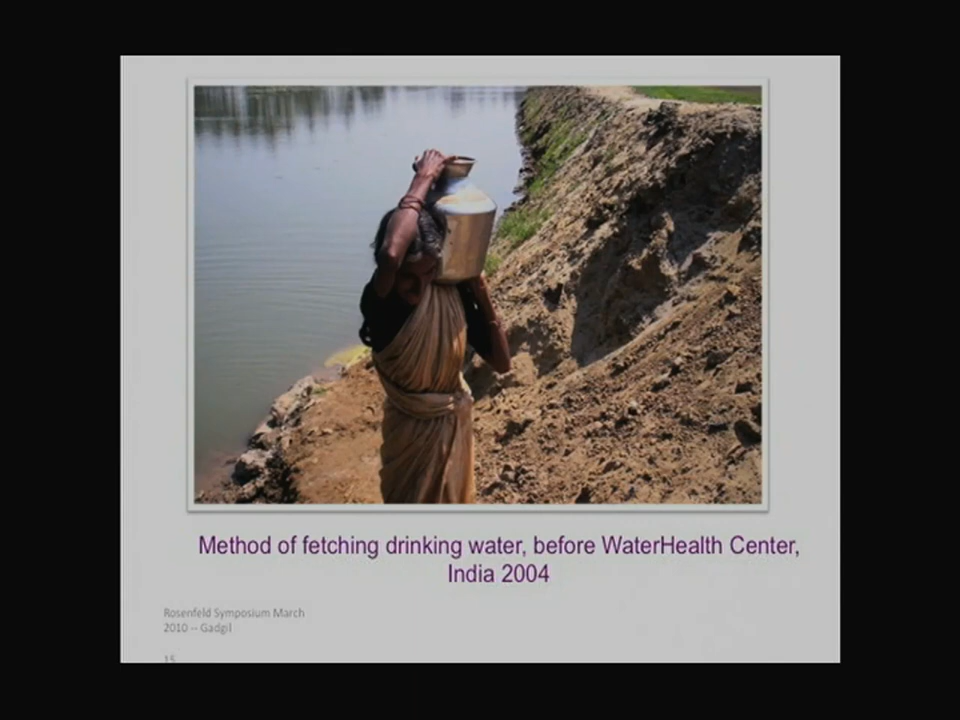 Method of fetching drinking water, before WaterHealth Center,
India 2004
Rosenfeld Symposium March
2010 -- Gadgil
15